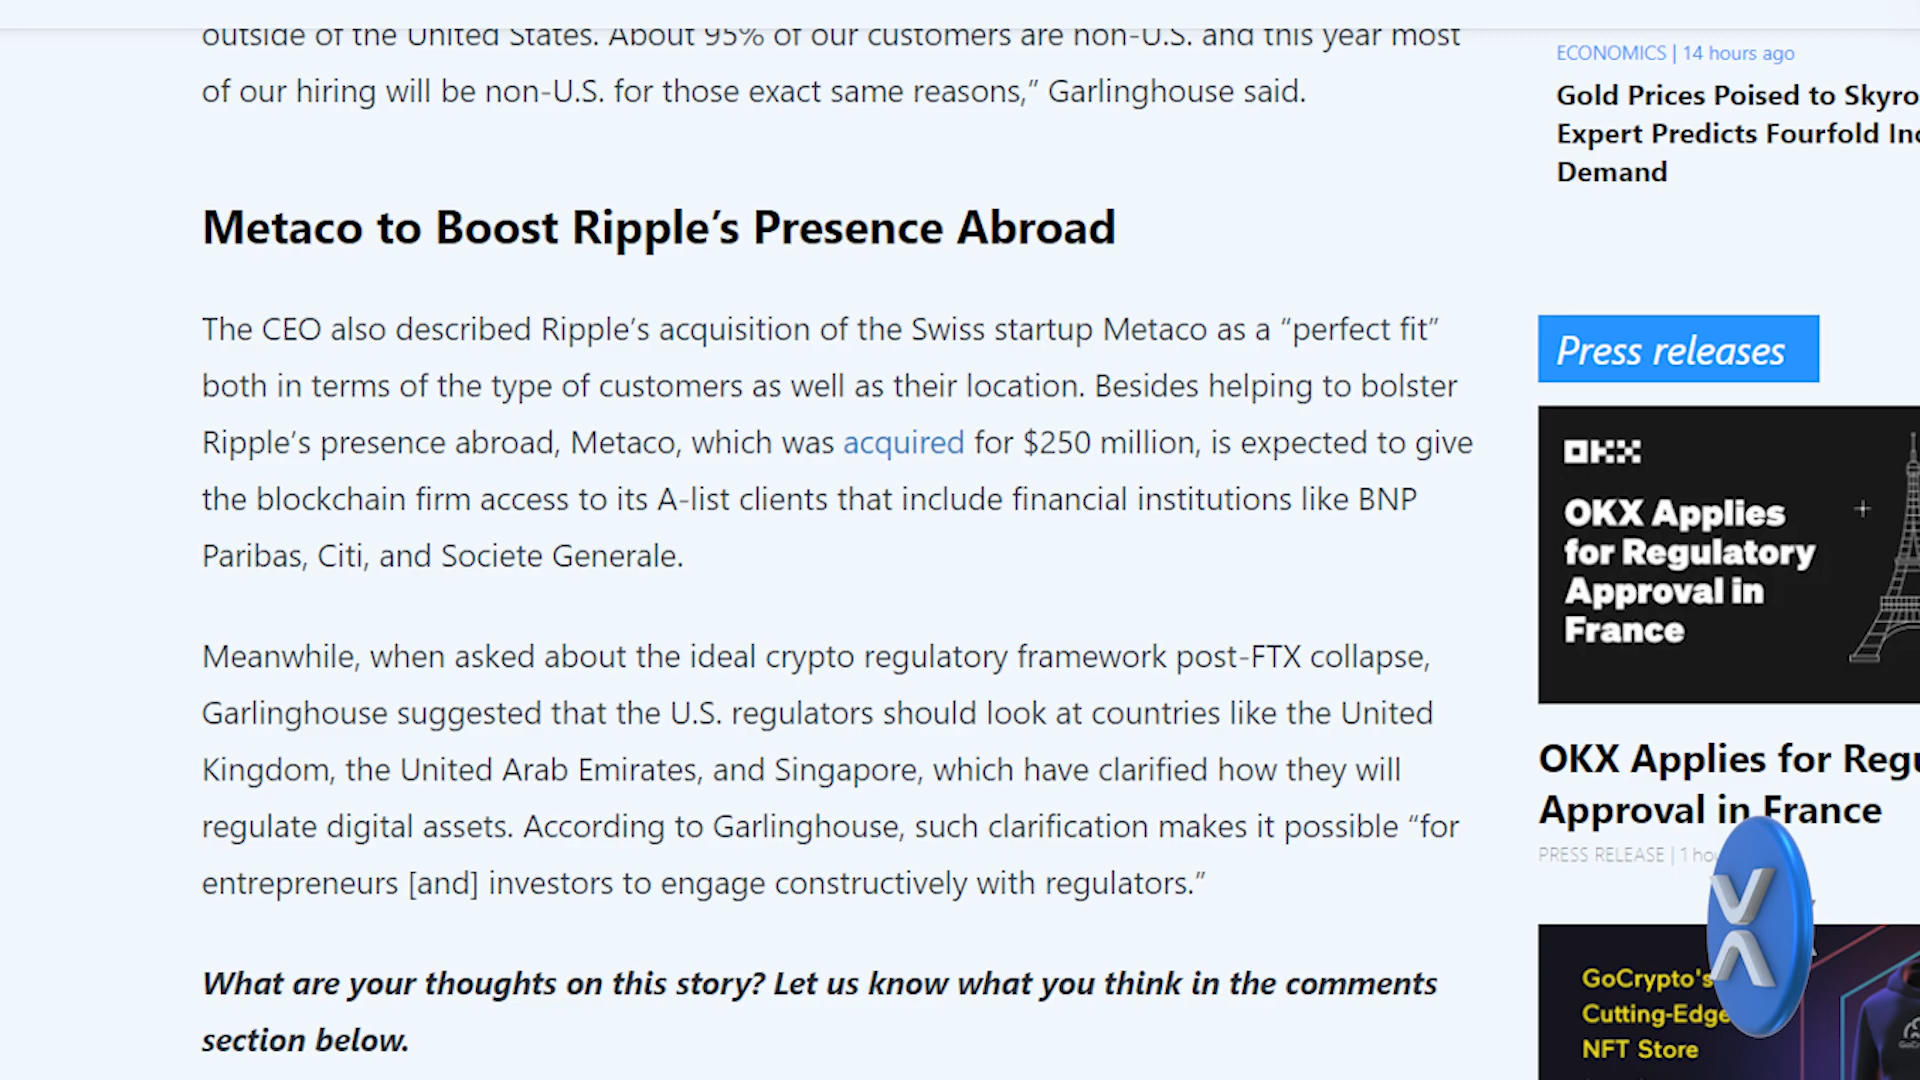 outside of the United States. About 95% of our customers are non-U.S. and this year most
of our hiring will be non-U.S. for those exact same reasons,” Garlinghouse said.
Metaco to Boost Ripple’s Presence Abroad
The CEO also described Ripple’s acquisition of the Swiss startup Metaco as a “perfect fit”
both in terms of the type of customers as well as their location. Besides helping to bolster
Ripple’s presence abroad, Metaco, which was acquired for $250 million, is expected to give
the blockchain firm access to its A-list clients that include financial institutions like BNP
Paribas, Citi, and Societe Generale.
Meanwhile, when asked about the ideal crypto regulatory framework post-FTX collapse,
Garlinghouse suggested that the U.S. regulators should look at countries like the United
Kingdom, the United Arab Emirates, and Singapore, which have clarified how they will
regulate digital assets. According to Garlinghouse, such clarification makes it possible “for
entrepreneurs [and] investors to engage constructively with regulators.”
What are your thoughts on this story? Let us know what you think in the comments
section below.
ECONOMICS | 14 hours ago
Gold Prices Poised to Skyro
Expert Predicts Fourfold Inc
Demand
Press releases
OKX
OKX Applies
for Regulatory
Approval in
France
OKX Applies for Regu
Approval in France
PRESS RELEASE | 1 hou
GoCrypto's
Cutting-Edge
NFT Store